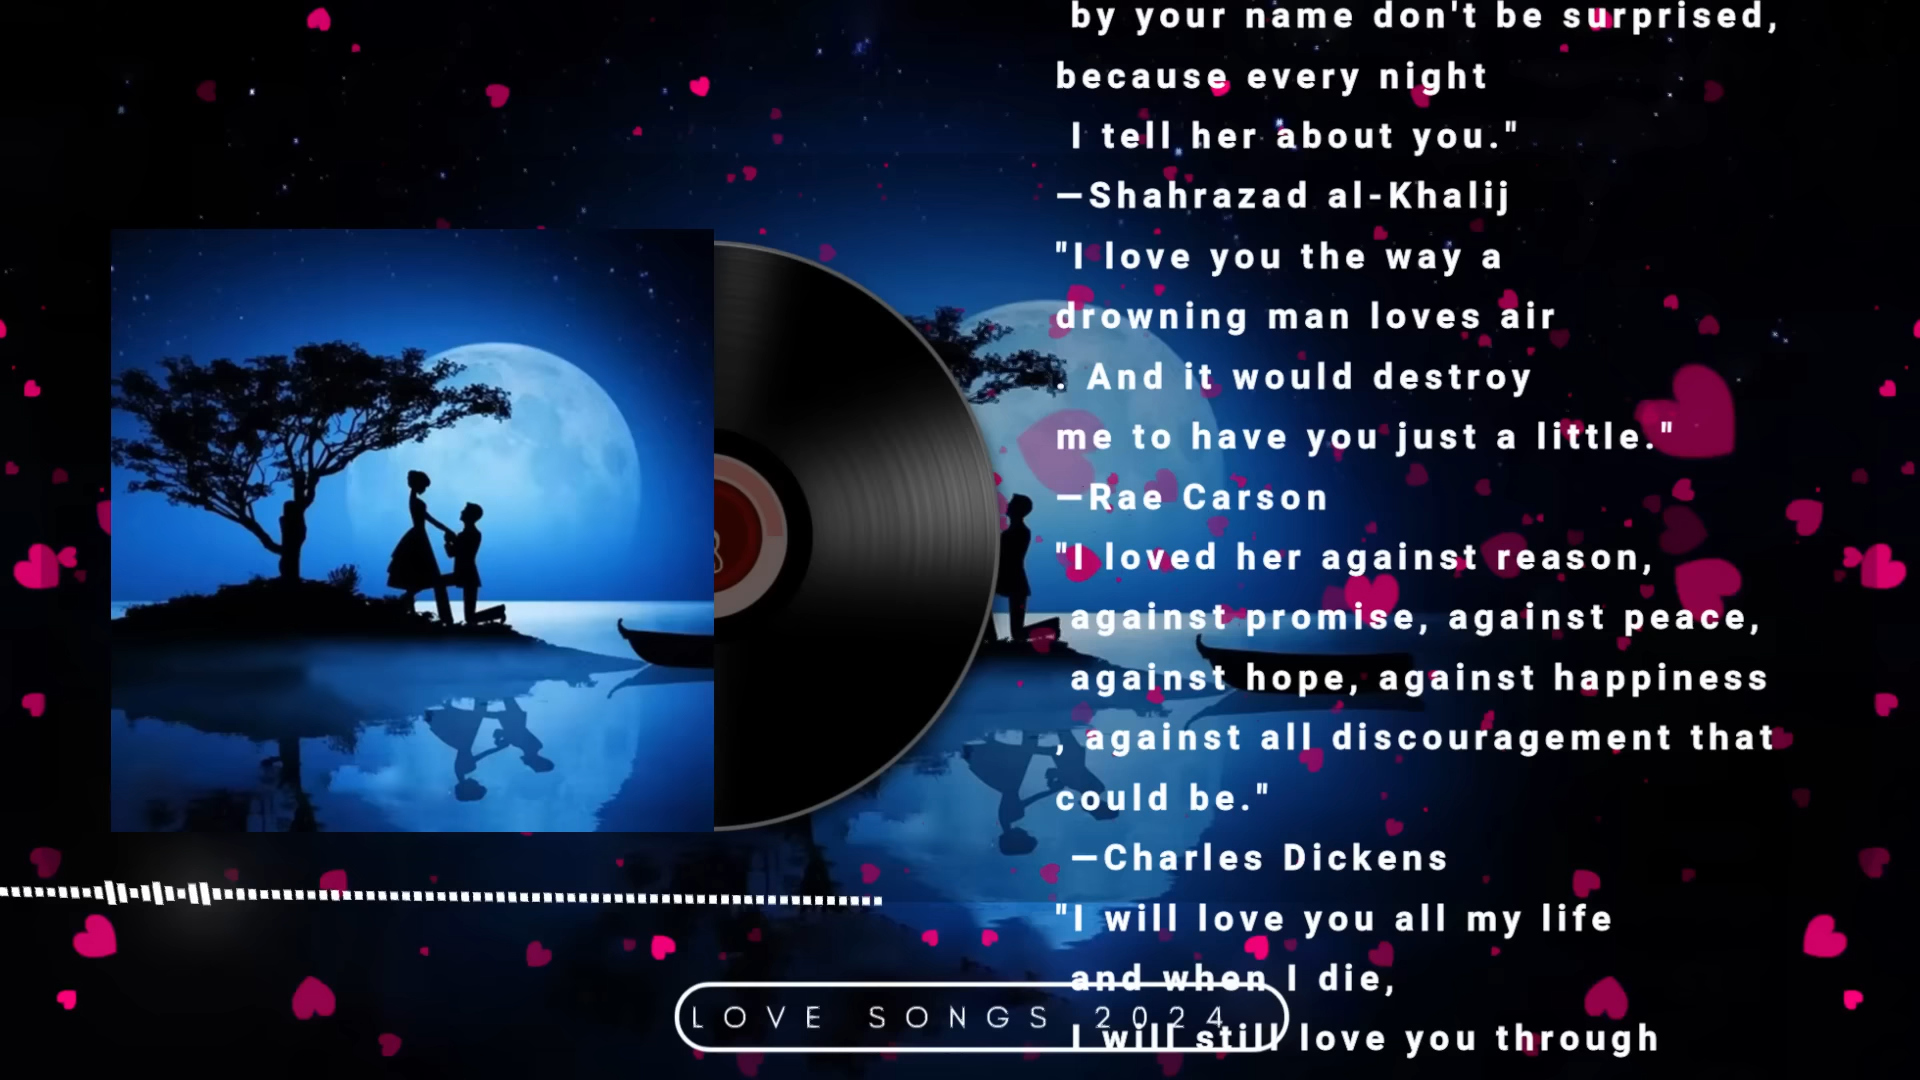 by your name don't be surprised,
because every night
I tell her about you."
—Shahrazad al-Khalij
"I love you the way a
drowning man loves air
. And it would destroy
me to have you just a little."
—Rae Carson
"I loved her against reason,
against promise, against peace,
against hope, against happiness
, against all discouragement that
could be."
—Charles Dickens
"I will love you all my life
and when I die,
I will still love you through
LOVE SONGS 2024